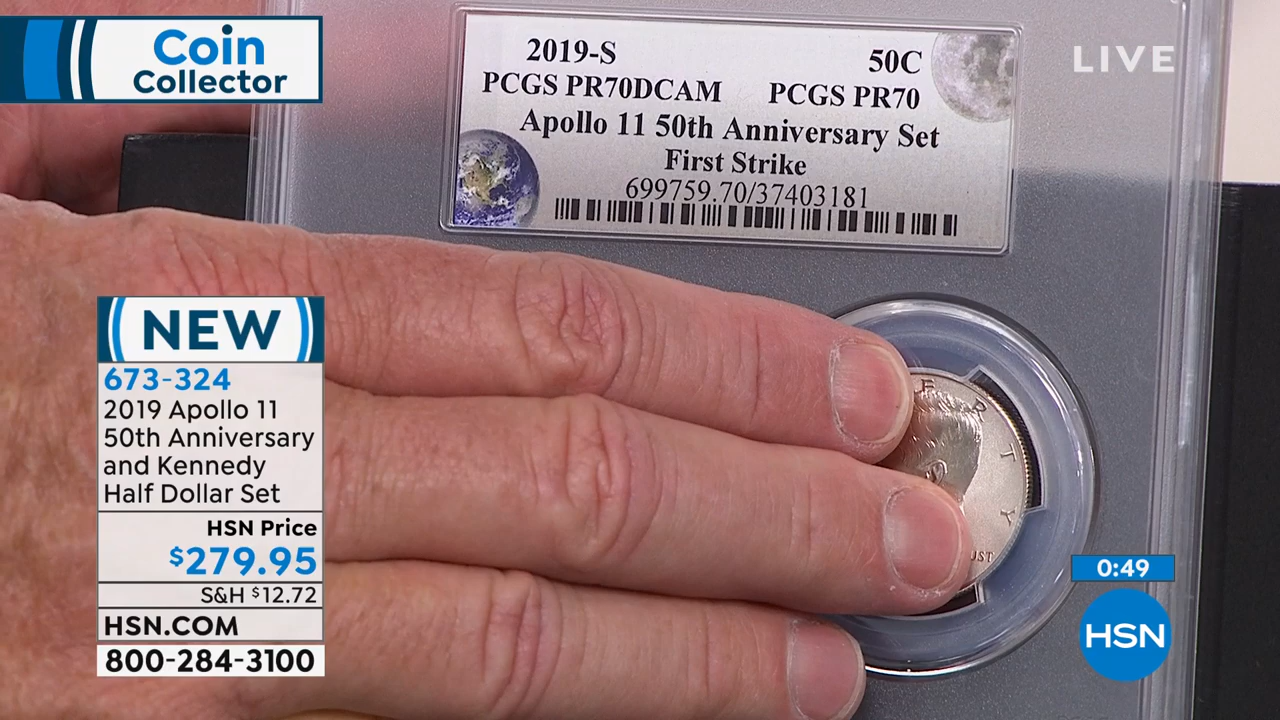 Coin
Collector
2019-S 50C
PCGS PR70DCAM PCGS PR70
Apollo 11 50th Anniversary Set
First Strike
699759.70/37403181
LIVE
NEW
673-324
2019 Apollo 11
50th Anniversary
and Kennedy
Half Dollar Set
HSN Price
$279.95
S&H $12.72
HSN.COM
800-284-3100
E R T Y
UST
0:49
HSN